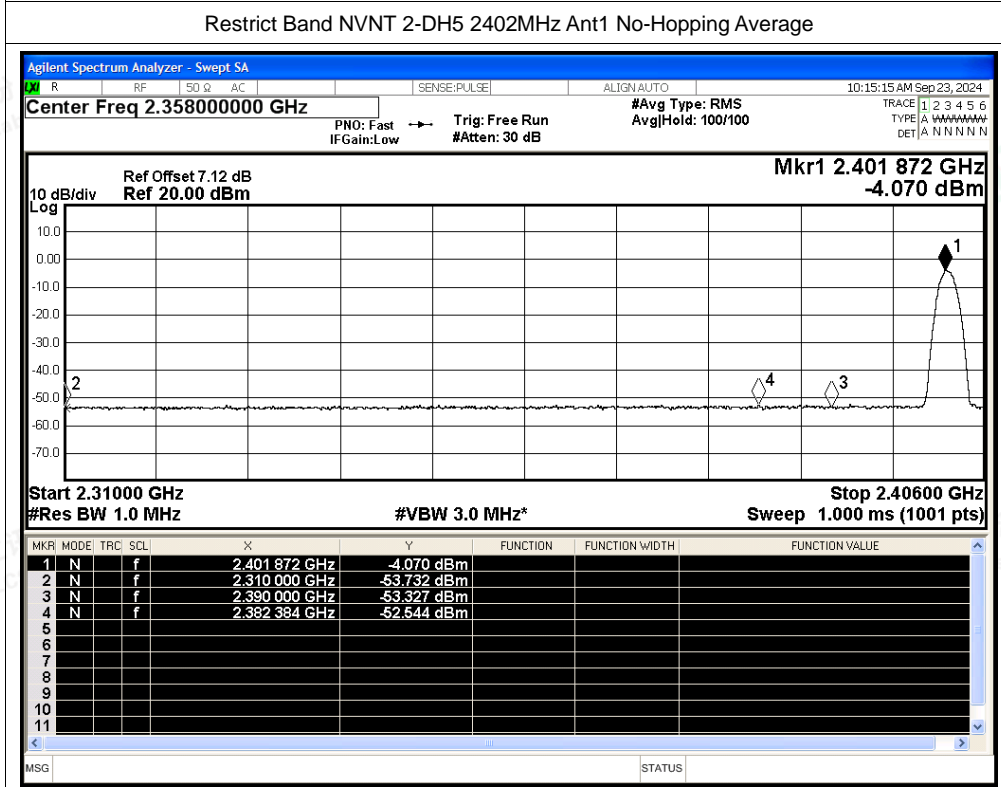 Restrict Band NVNT 2-DH5 2402MHz Ant1 No-Hopping Average
Agilent Spectrum Analyzer - Swept SA
LXI R RF 50 Ω AC SENSE:PULSE ALIGN AUTO 10:15:15 AM Sep 23, 2024
Center Freq 2.358000000 GHz #Avg Type: RMS TRACE 1 2 3 4 5 6
PNO: Fast Trig: Free Run Avg|Hold: 100/100 TYPE A WWWWW
IFGain:Low #Atten: 30 dB DET A N N N N N
Mkr1 2.401 872 GHz
Ref Offset 7.12 dB
10 dB/div Ref 20.00 dBm -4.070 dBm
Log
10.0
0.00
1
-10.0
-20.0
-30.0
-40.0
2 4 3
-50.0
-60.0
-70.0
Start 2.31000 GHz Stop 2.40600 GHz
#Res BW 1.0 MHz #VBW 3.0 MHz* Sweep 1.000 ms (1001 pts)
MKR MODE TRC SCL X Y FUNCTION FUNCTION WIDTH FUNCTION VALUE
1 N f 2.401 872 GHz -4.070 dBm
2 N f 2.310 000 GHz -53.732 dBm
3 N f 2.390 000 GHz -53.327 dBm
4 N f 2.382 384 GHz -52.544 dBm
5
6
7
8
9
10
11
MSG STATUS